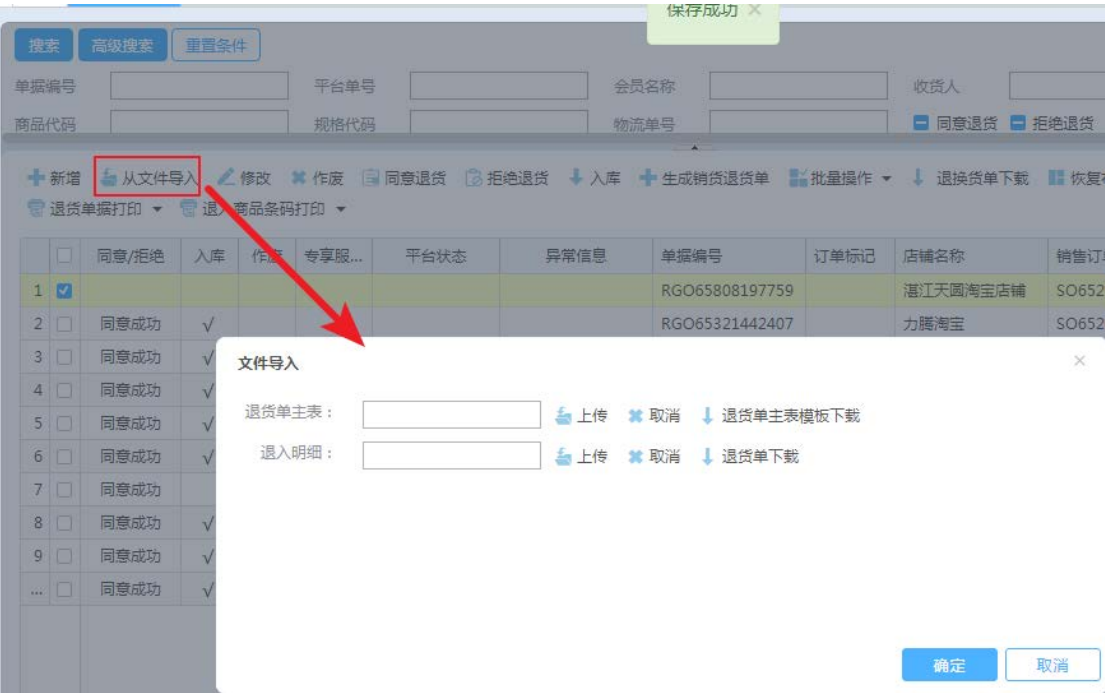 保存成功 ×
搜索 高级搜索 重置条件
单据编号 平台单号 会员名称 收货人
商品代码 规格代码 物流单号 同意退货 拒绝退货
新增 从文件导入 修改 作废 同意退货 拒绝退货 入库 生成销货退货单 批量操作 退换货单下载 恢复
退货单据打印 退入商品条码打印
同意/拒绝 入库 作废 专享服... 平台状态 异常信息 单据编号 订单标记 店铺名称 销售订
1 RGO65808197759 湛江天圆淘宝店铺 SO652
2 同意成功 √ RGO65321442407 力腾淘宝 SO652
3 同意成功 √
4 同意成功 √
5 同意成功 √
6 同意成功 √
7 同意成功
8 同意成功 √
9 同意成功 √
... 同意成功 √
文件导入 ×
退货单主表： 上传 取消 退货单主表模板下载
退入明细： 上传 取消 退货单下载
确定 取消